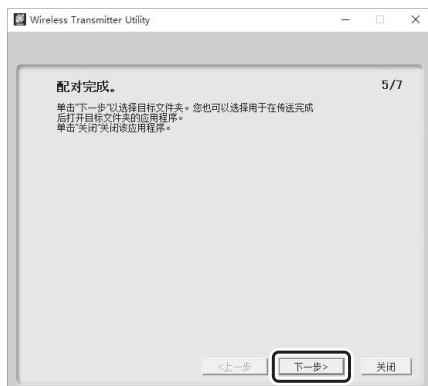 Wireless Transmitter Utility
配对完成。
5/7
单击“下一步”以选择目标文件夹。您也可以选择用于在传送完成
后打开目标文件夹的应用程序。
单击“关闭”关闭该应用程序。
<上一步
下一步>
关闭